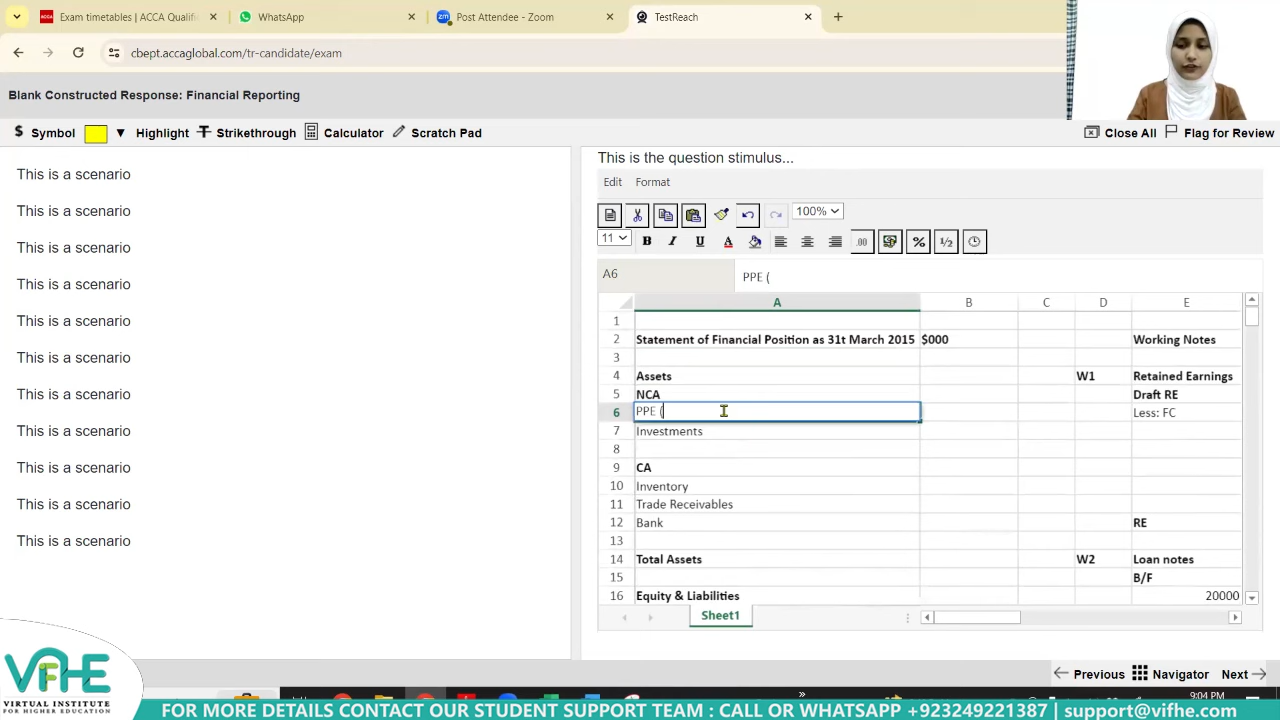 Exam timetables | ACCA Qualifi
WhatsApp
Post Attendee - Zoom
TestReach
cbept.accaglobal.com/tr-candidate/exam
Blank Constructed Response: Financial Reporting
$ Symbol Highlight Strikethrough Calculator Scratch Pad
Close All Flag for Review
This is a scenario
This is a scenario
This is a scenario
This is a scenario
This is a scenario
This is a scenario
This is a scenario
This is a scenario
This is a scenario
This is a scenario
This is a scenario
This is the question stimulus...
Edit Format
100%
11 B I U A .00 % 1/2
A6 PPE (
A B C D E
1
2 Statement of Financial Position as 31t March 2015 $000 Working Notes
3
4 Assets W1 Retained Earnings
5 NCA Draft RE
6 PPE ( Less: FC
7 Investments
8
9 CA
10 Inventory
11 Trade Receivables
12 Bank RE
13
14 Total Assets W2 Loan notes
15 B/F
16 Equity & Liabilities 20000
Sheet1
Previous Navigator Next
9:04 PM
VFHE
VIRTUAL INSTITUTE
FOR HIGHER EDUCATION
FOR MORE DETAILS CONTACT OUR STUDENT SUPPORT TEAM : CALL OR WHATSAPP +923249221387 | support@vifhe.com